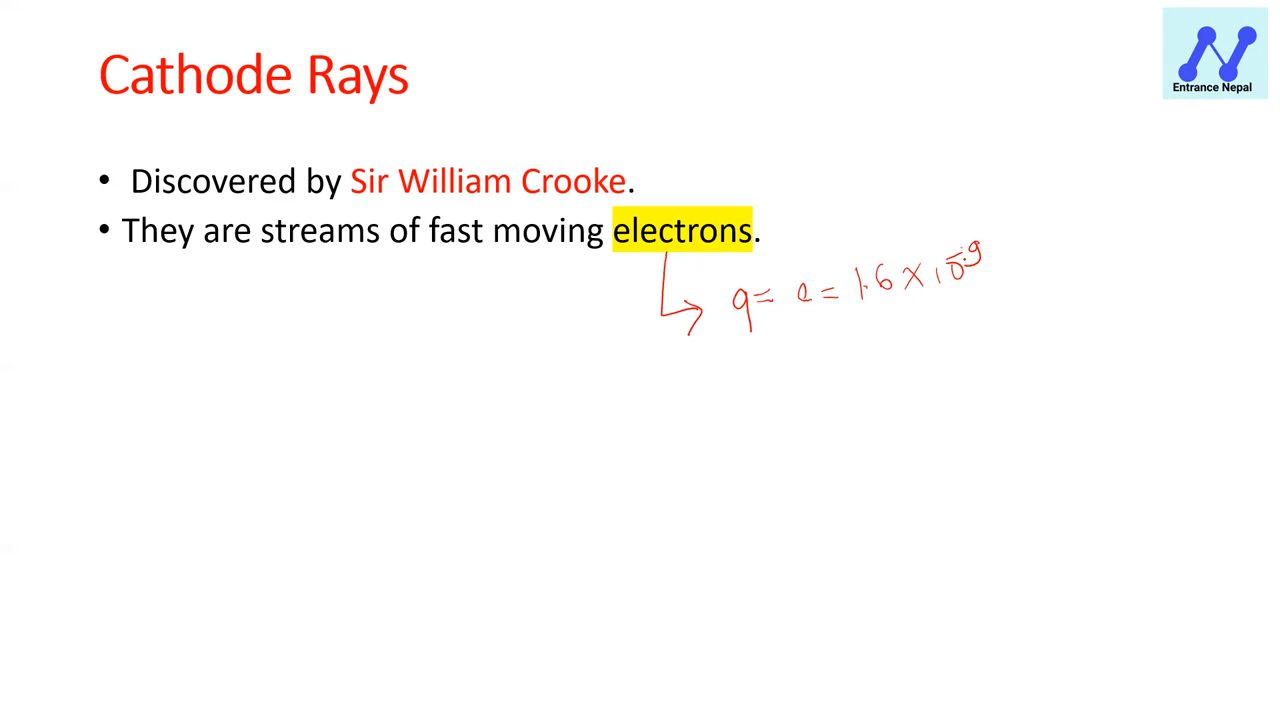 Cathode Rays
Entrance Nepal
• Discovered by Sir William Crooke.
• They are streams of fast moving electrons.
q = e = 1.6 × 10⁻⁹